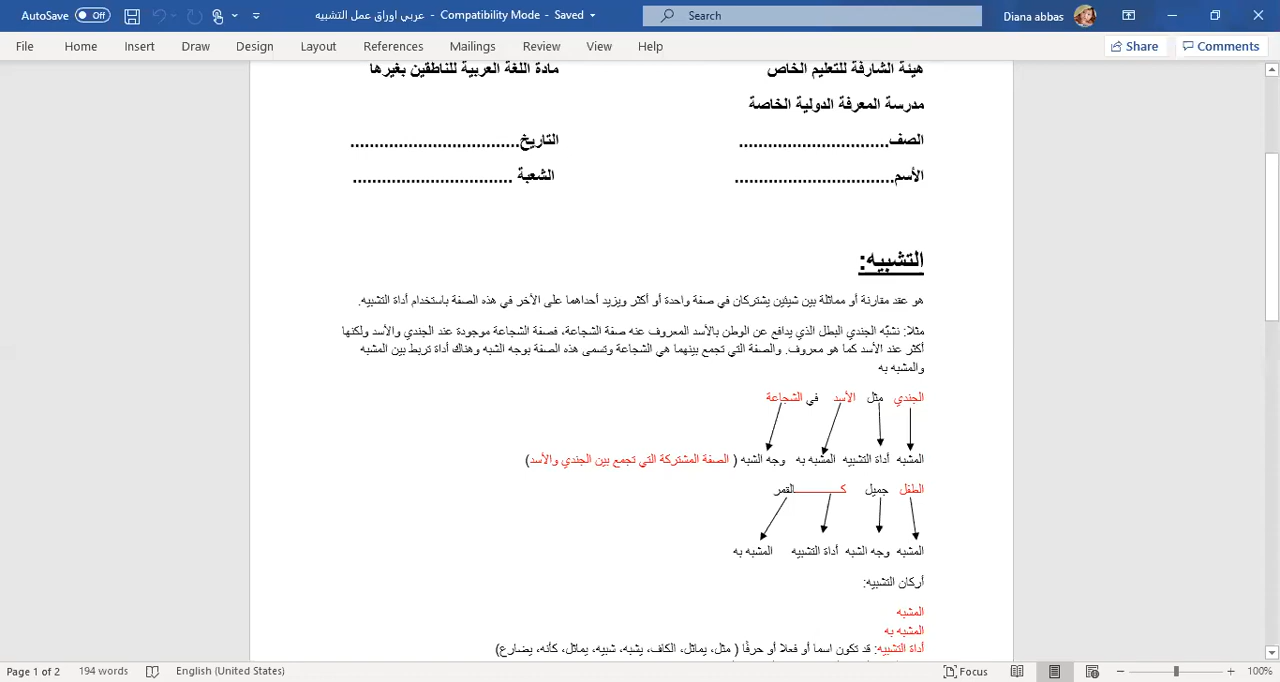 AutoSave Off عربي اوراق عمل التشبيه - Compatibility Mode - Saved Search Diana abbas
File Home Insert Draw Design Layout References Mailings Review View Help Share Comments
هيئة الشارقة للتعليم الخاص مادة اللغة العربية للناطقين بغيرها
مدرسة المعرفة الدولية الخاصة
الصف............................... التاريخ...................................
الأسم................................. الشعبة .................................
التشبيه:
هو عقد مقارنة أو مماثلة بين شيئين يشتركان في صفة واحدة أو أكثر ويزيد أحداهما على الآخر في هذه الصفة باستخدام أداة التشبيه.
مثلا: نشبّه الجندي البطل الذي يدافع عن الوطن بالأسد المعروف عنه صفة الشجاعة، فصفة الشجاعة موجودة عند الجندي والأسد ولكنها
أكثر عند الأسد كما هو معروف. والصفة التي تجمع بينهما هي الشجاعة وتسمى هذه الصفة بوجه الشبه وهناك أداة تربط بين المشبه
والمشبه به
الجندي مثل الأسد في الشجاعة
المشبه أداة التشبيه المشبه به وجه الشبه ( الصفة المشتركة التي تجمع بين الجندي والأسد)
الطفل جميل كـــــــــالقمر
المشبه وجه الشبه أداة التشبيه المشبه به
أركان التشبيه:
المشبه
المشبه به
أداة التشبيه: قد تكون اسما أو فعلا أو حرفًا ( مثل، يماثل، الكاف، يشبه، شبيه، يماثل، كأنه، يضارع)
Page 1 of 2 194 words English (United States) Focus 100%